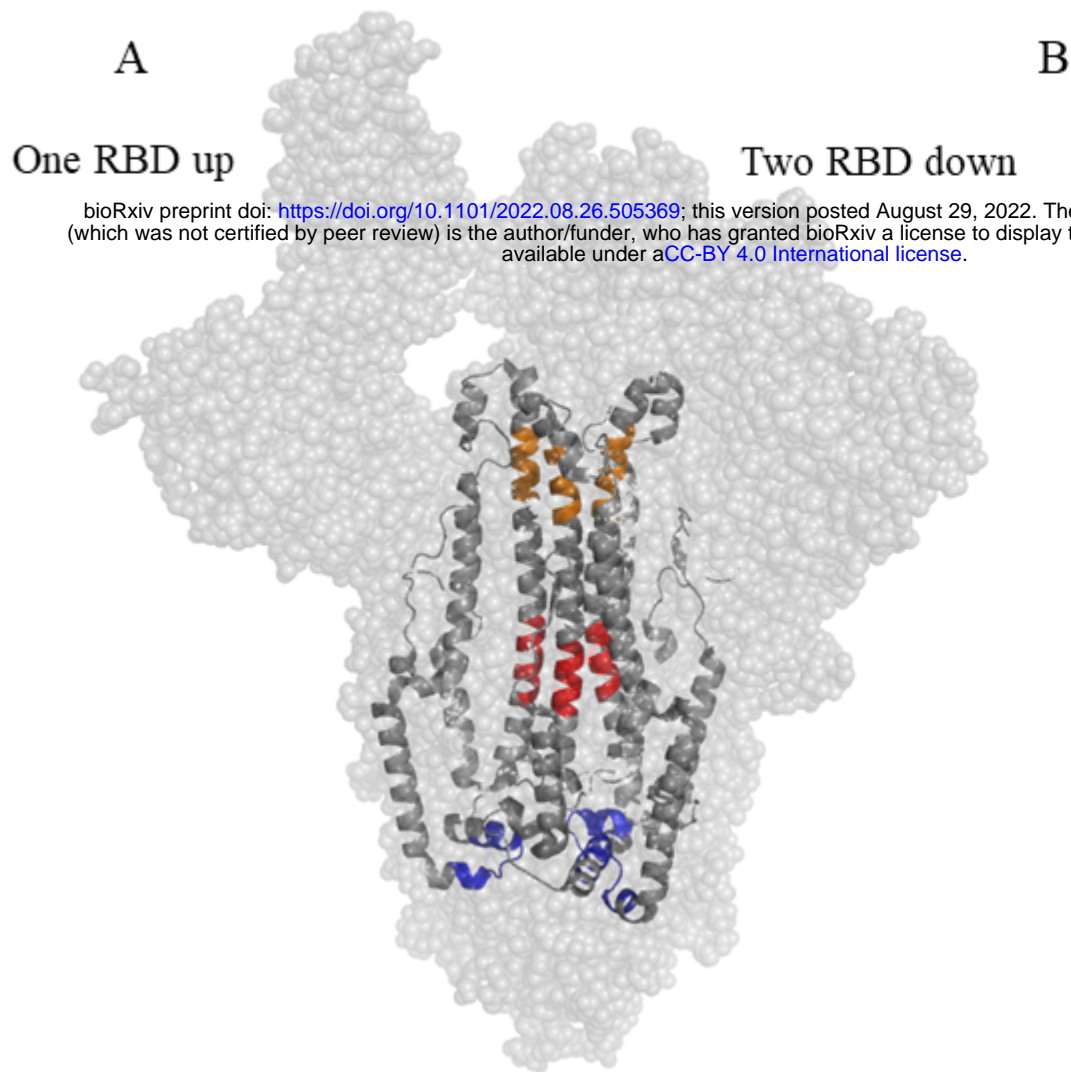 A
B
One RBD up
Two RBD down
bioRxiv preprint doi: https://doi.org/10.1101/2022.08.26.505369; this version posted August 29, 2022. The
(which was not certified by peer review) is the author/funder, who has granted bioRxiv a license to display t
available under aCC-BY 4.0 International license.